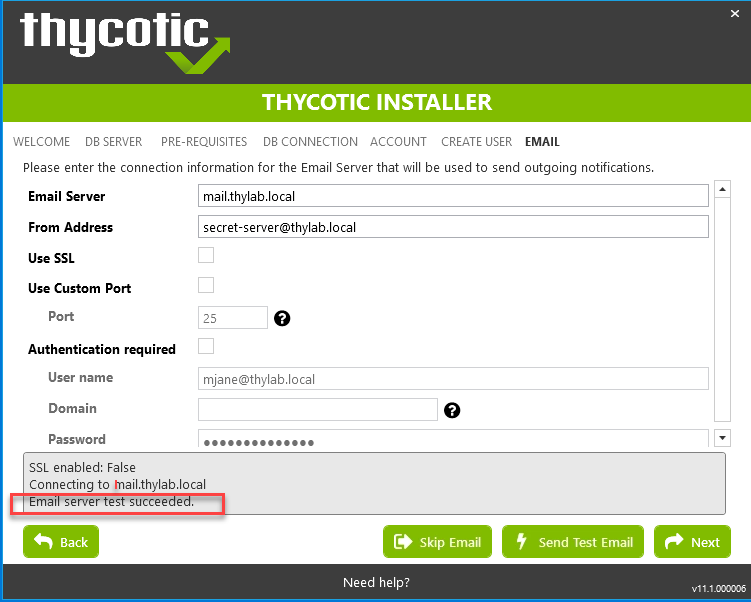 thycotic
THYCOTIC INSTALLER
WELCOME DB SERVER PRE-REQUISITES DB CONNECTION ACCOUNT CREATE USER EMAIL
Please enter the connection information for the Email Server that will be used to send outgoing notifications.
Email Server mail.thylab.local
From Address secret-server@thylab.local
Use SSL
Use Custom Port
Port 25 ?
Authentication required
User name mjane@thylab.local
Domain ?
Password ●●●●●●●●●●●●●●
SSL enabled: False
Connecting to mail.thylab.local
Email server test succeeded.
Back Skip Email Send Test Email Next
Need help?
v11.1.000006